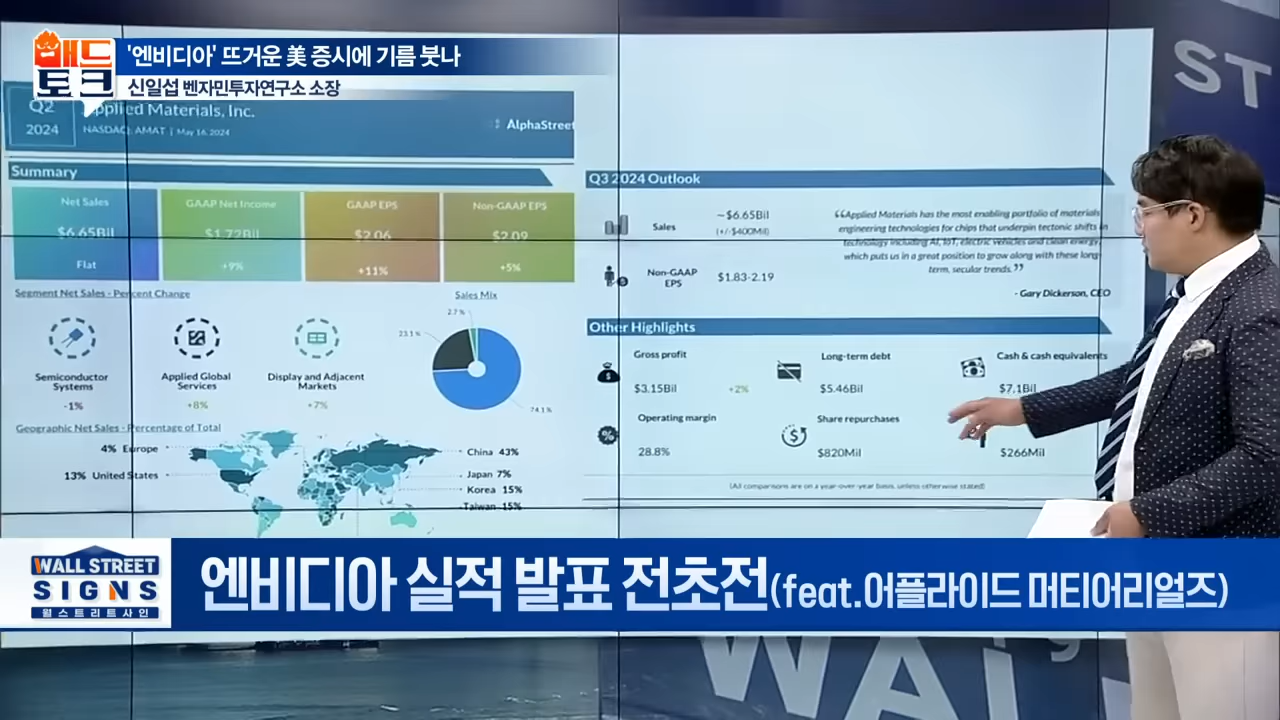 매드
토크
'엔비디아' 뜨거운 美 증시에 기름 붓나
신일섭 벤자민투자연구소 소장
ST
Q2
2024
Applied Materials, Inc.
NASDAQ: AMAT | May 16, 2024
AlphaStreet
Summary
Net Sales
$6.65Bil
Flat
GAAP Net Income
$1.72Bil
+9%
GAAP EPS
$2.06
+11%
Non-GAAP EPS
$2.09
+5%
Segment Net Sales - Percent Change
Semiconductor
Systems
-1%
Applied Global
Services
+8%
Display and Adjacent
Markets
+7%
Sales Mix
2.7%
23.1%
74.1%
Geographic Net Sales - Percentage of Total
4% Europe
13% United States
China 43%
Japan 7%
Korea 15%
Taiwan 15%
Q3 2024 Outlook
Sales
~$6.65Bil
(+/-$400Mil)
Non-GAAP
EPS
$1.83-2.19
“Applied Materials has the most enabling portfolio of materials
engineering technologies for chips that underpin tectonic shifts in
technology including AI, IoT, electric vehicles and clean energy,
which puts us in a great position to grow along with these long-
term, secular trends.”
- Gary Dickerson, CEO
Other Highlights
Gross profit
$3.15Bil
+2%
Long-term debt
$5.46Bil
Cash & cash equivalents
$7.1Bil
Operating margin
28.8%
Share repurchases
$820Mil
$266Mil
(All comparisons are on a year-over-year basis, unless otherwise stated)
WALL STREET
SIGNS
월스트리트사인
엔비디아 실적 발표 전초전(feat.어플라이드 머티어리얼즈)
WAL